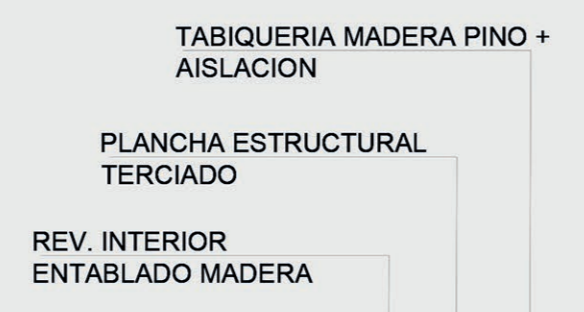 TABIQUERIA MADERA PINO +
AISLACION
PLANCHA ESTRUCTURAL
TERCIADO
REV. INTERIOR
ENTABLADO MADERA